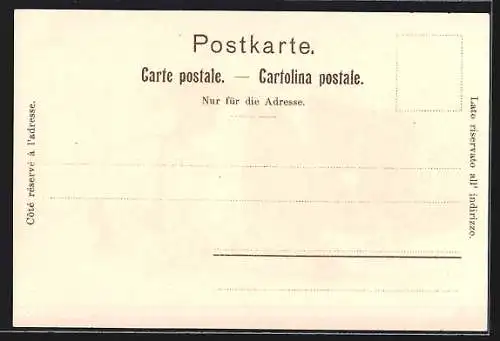 Postkarte.
Carte postale. — Cartolina postale.
Nur für die Adresse.
Côté réservé à l'adresse.
Lato riservato all' indirizzo.